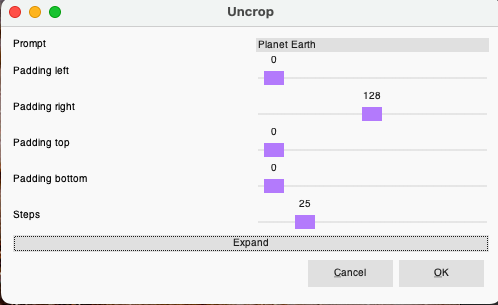 Uncrop
Prompt
Planet Earth
Padding left
0
Padding right
128
Padding top
0
Padding bottom
0
Steps
25
Expand
Cancel
OK